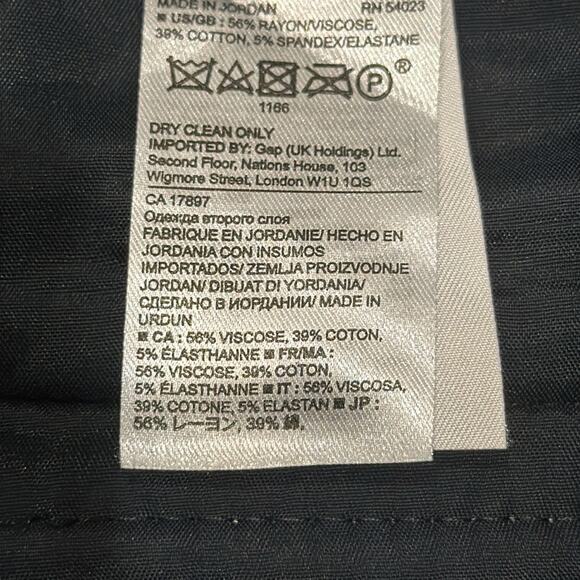 MADE IN JORDAN RN 54023
■ US/GB : 56% RAYON/VISCOSE,
39% COTTON, 5% SPANDEX/ELASTANE
P ®
1166
DRY CLEAN ONLY
IMPORTED BY: Gap (UK Holdings) Ltd.
Second Floor, Nations House, 103
Wigmore Street, London W1U 1QS
CA 17897
Одежда второго слоя
FABRIQUE EN JORDANIE/ HECHO EN
JORDANIA CON INSUMOS
IMPORTADOS/ ZEMLJA PROIZVODNJE
JORDAN/ DIBUAT DI YORDANIA/
СДЕЛАНО В ИОРДАНИИ/ MADE IN
URDUN
■ CA : 56% VISCOSE, 39% COTON,
5% ÉLASTHANNE ■ FR/MA :
56% VISCOSE, 39% COTON,
5% ÉLASTHANNE ■ IT : 56% VISCOSA,
39% COTONE, 5% ELASTAN ■ JP :
56% レーヨン, 39% 綿,